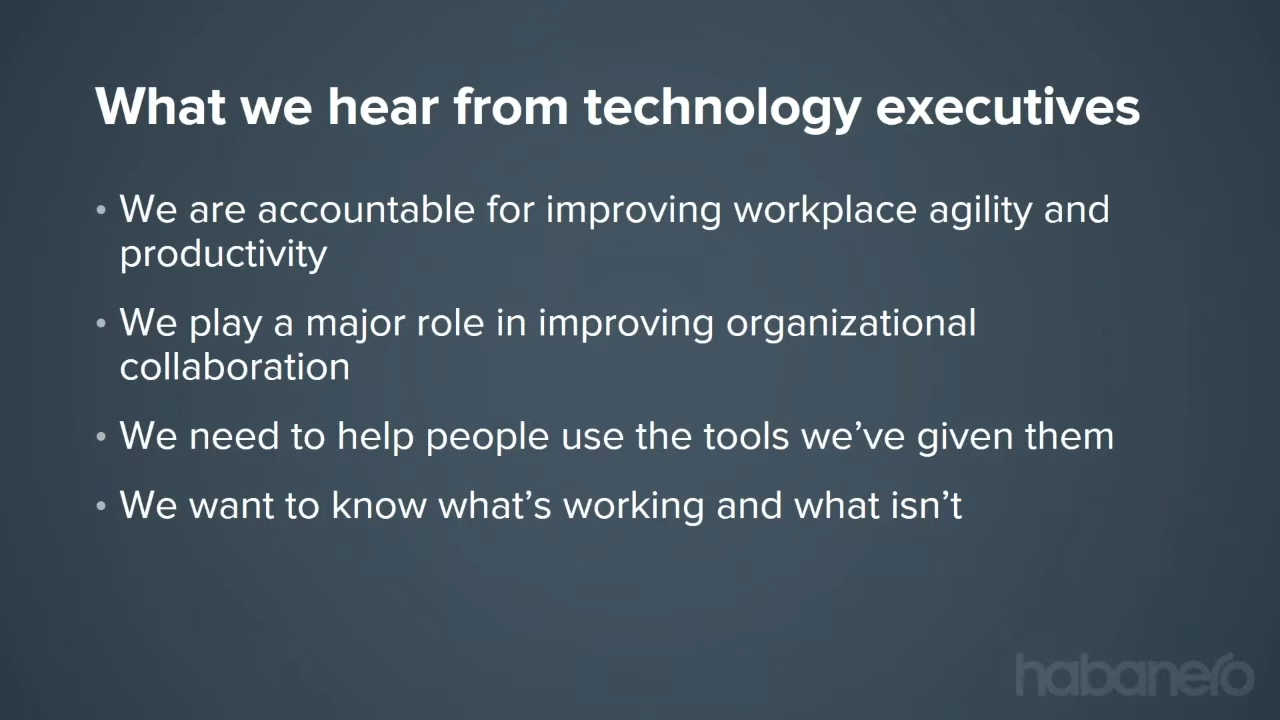 What we hear from technology executives
• We are accountable for improving workplace agility and
productivity
• We play a major role in improving organizational
collaboration
• We need to help people use the tools we’ve given them
• We want to know what’s working and what isn’t
habanero